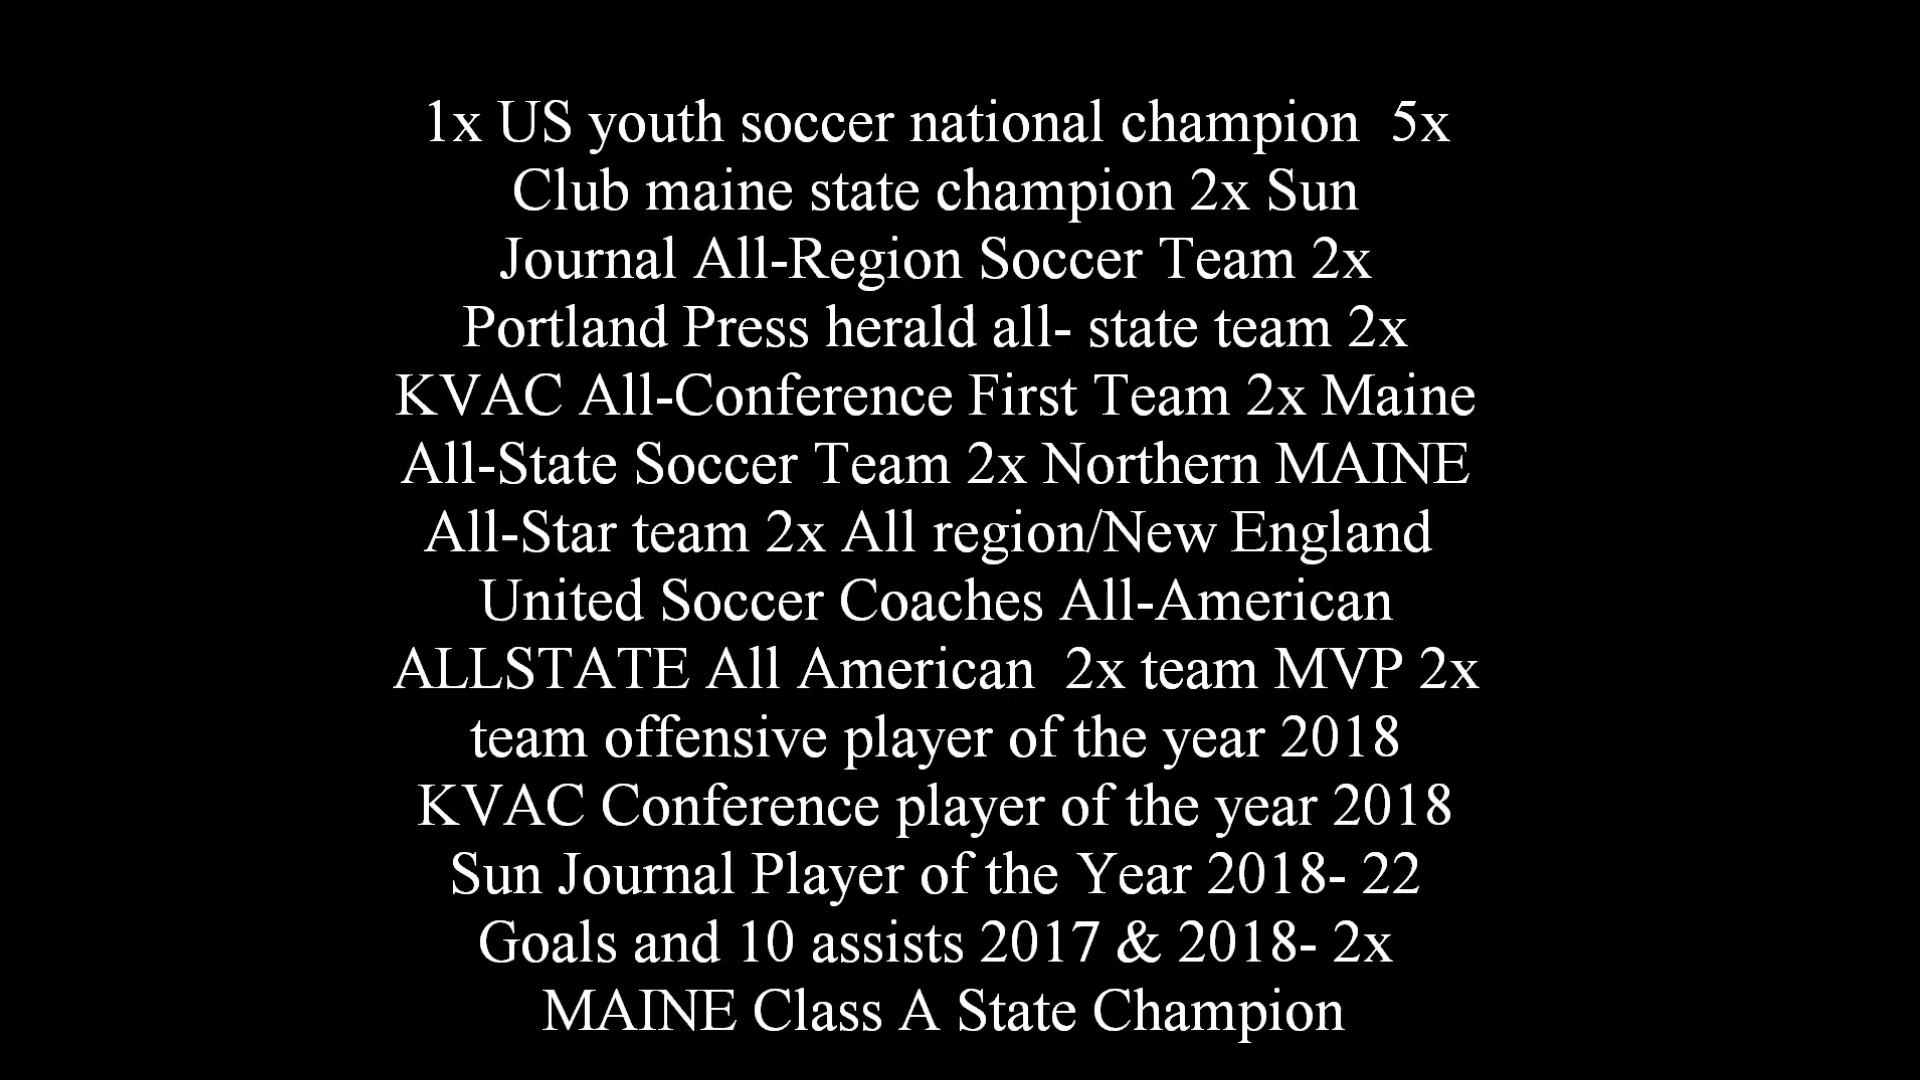 1x US youth soccer national champion  5x
Club maine state champion 2x Sun
Journal All-Region Soccer Team 2x
Portland Press herald all- state team 2x
KVAC All-Conference First Team 2x Maine
All-State Soccer Team 2x Northern MAINE
All-Star team 2x All region/New England
United Soccer Coaches All-American
ALLSTATE All American  2x team MVP 2x
team offensive player of the year 2018
KVAC Conference player of the year 2018
Sun Journal Player of the Year 2018- 22
Goals and 10 assists 2017 & 2018- 2x
MAINE Class A State Champion